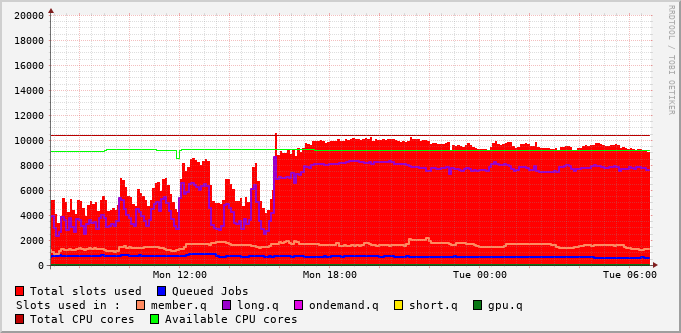 20000
18000
16000
14000
12000
10000
8000
6000
4000
2000
0
Mon 12:00 Mon 18:00 Tue 00:00 Tue 06:00
Total slots used Queued Jobs
Slots used in : member.q long.q ondemand.q short.q gpu.q
Total CPU cores Available CPU cores
RRDTOOL / TOBI OETIKER